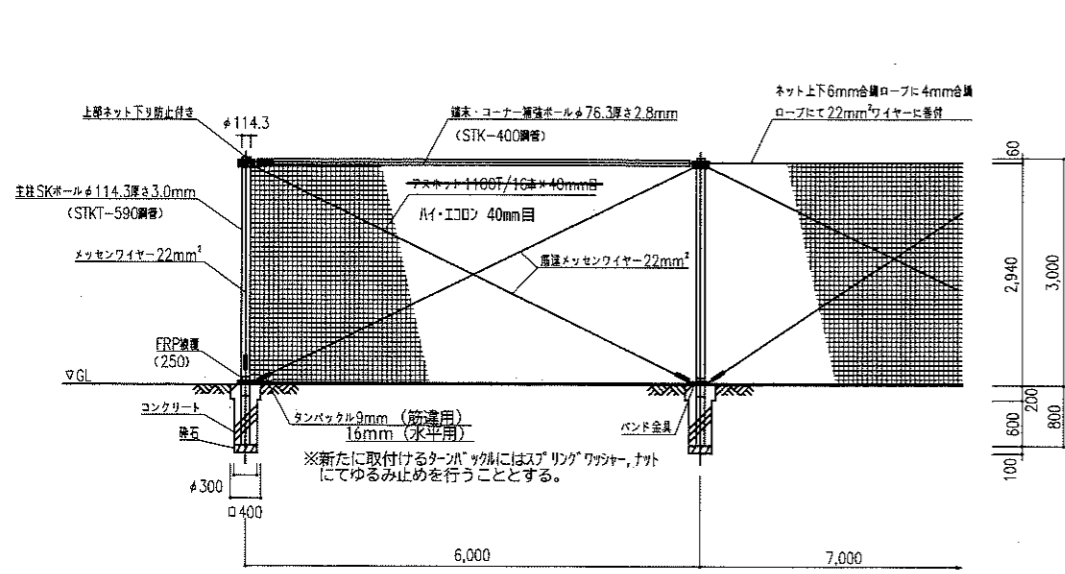 ネット上下6mm合繊ロープに4mm合繊
ロープにて22mm²ワイヤーに巻付
上部ネット下り防止付き
φ114.3
端末・コーナー補強ポールφ76.3厚さ2.8mm
(STK-400鋼管)
主柱SKポールφ114.3厚さ3.0mm
(STKT-590鋼管)
ハイ・エコロン 40mm目
メッセンワイヤー22mm²
筋違メッセンワイヤー22mm²
FRP被覆
(250)
▽GL
コンクリート
砕石
タンバックル9mm (筋違用)
16mm (水平用)
バンド金具
※新たに取付けるターンバックルにはスプリングワッシャー,ナット
にてゆるみ止めを行うこととする。
φ300
□400
6,000
7,000
60
2,940
3,000
200
600
800
100